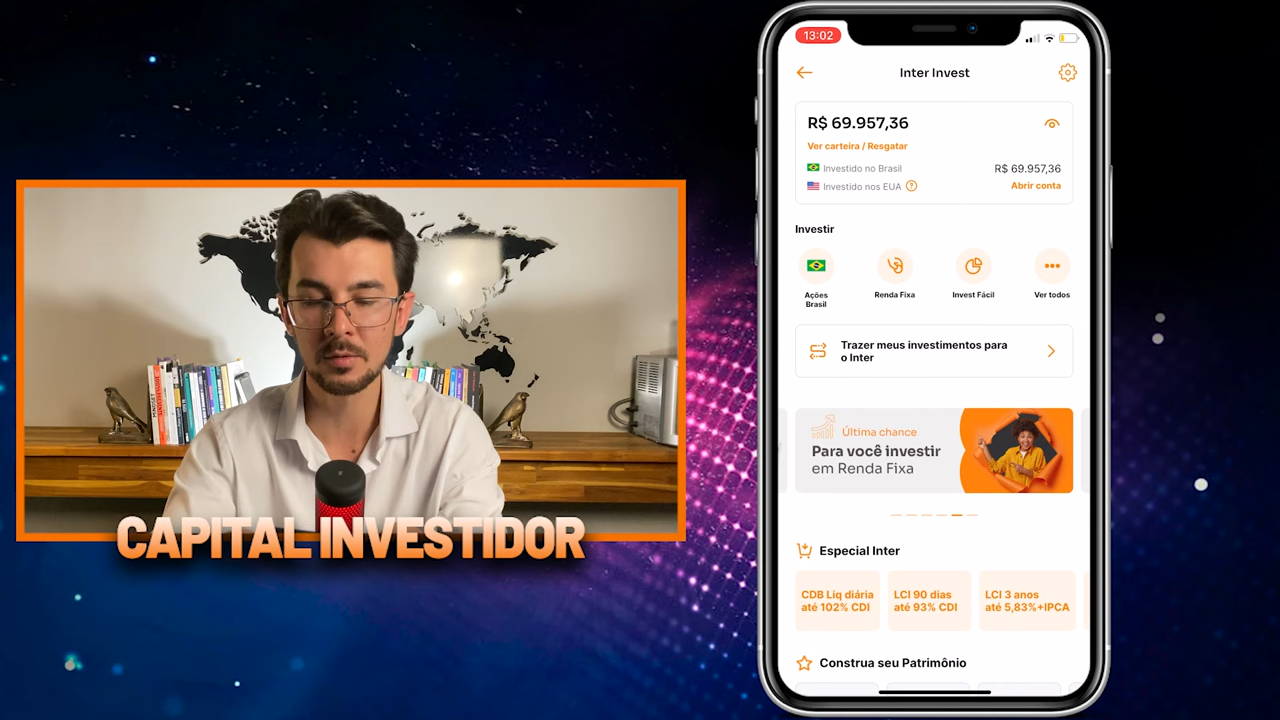 CAPITAL INVESTIDOR
13:02
Inter Invest
R$ 69.957,36
Ver carteira / Resgatar
Investido no Brasil
R$ 69.957,36
Investido nos EUA ?
Abrir conta
Investir
Ações
Brasil
Renda Fixa
Invest Fácil
Ver todos
Trazer meus investimentos para
o Inter
Última chance
Para você investir
em Renda Fixa
Especial Inter
CDB Liq diária
até 102% CDI
LCI 90 dias
até 93% CDI
LCI 3 anos
até 5,83%+IPCA
Construa seu Patrimônio